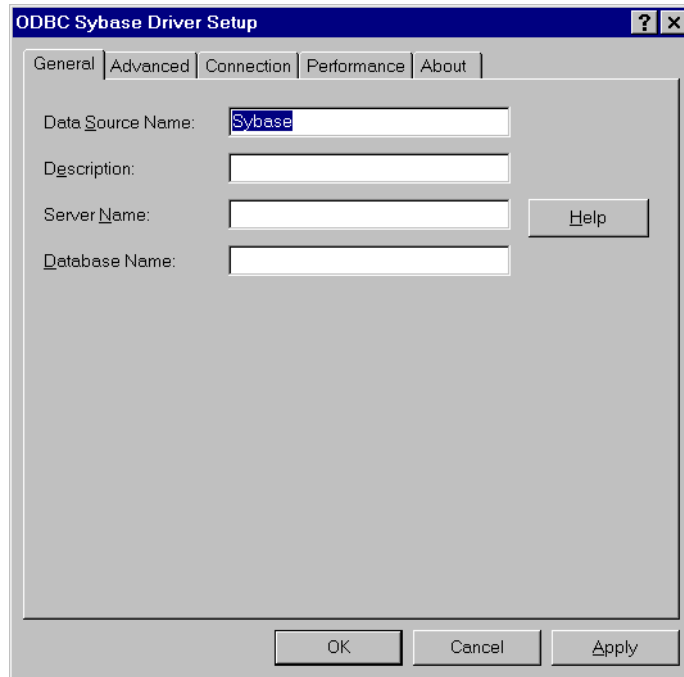 ODBC Sybase Driver Setup
General Advanced Connection Performance About
Data Source Name: Sybase
Description:
Server Name:
Help
Database Name:
OK Cancel Apply